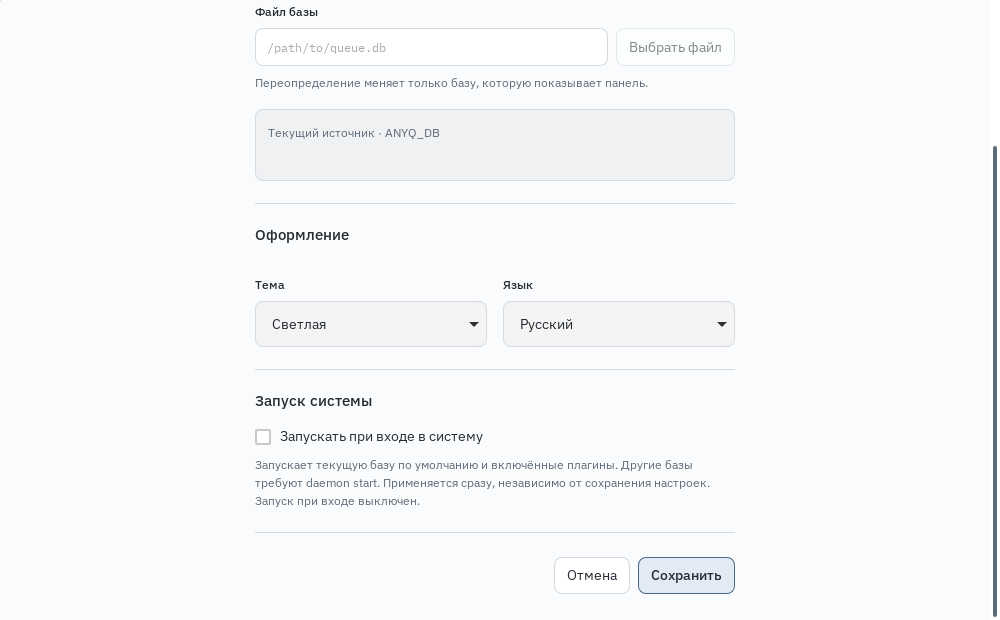 Файл базы
/path/to/queue.db
Выбрать файл
Переопределение меняет только базу, которую показывает панель.
Текущий источник · ANYQ_DB
Оформление
Тема
Язык
Светлая
Русский
Запуск системы
Запускать при входе в систему
Запускает текущую базу по умолчанию и включённые плагины. Другие базы
требуют daemon start. Применяется сразу, независимо от сохранения настроек.
Запуск при входе выключен.
Отмена
Сохранить